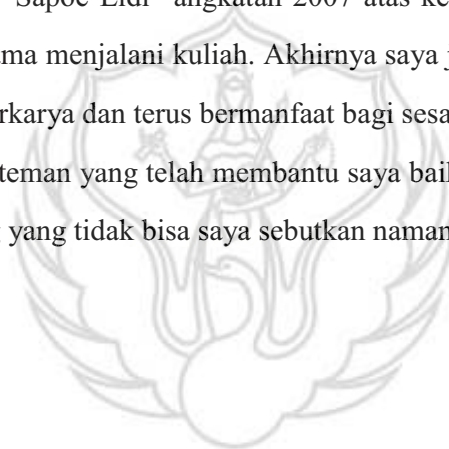 "Sapoe Lidi" angkatan 2007 atas ke
ma menjalani kuliah. Akhirnya saya j
rkarya dan terus bermanfaat bagi sesa
teman yang telah membantu saya bail
yang tidak bisa saya sebutkan naman